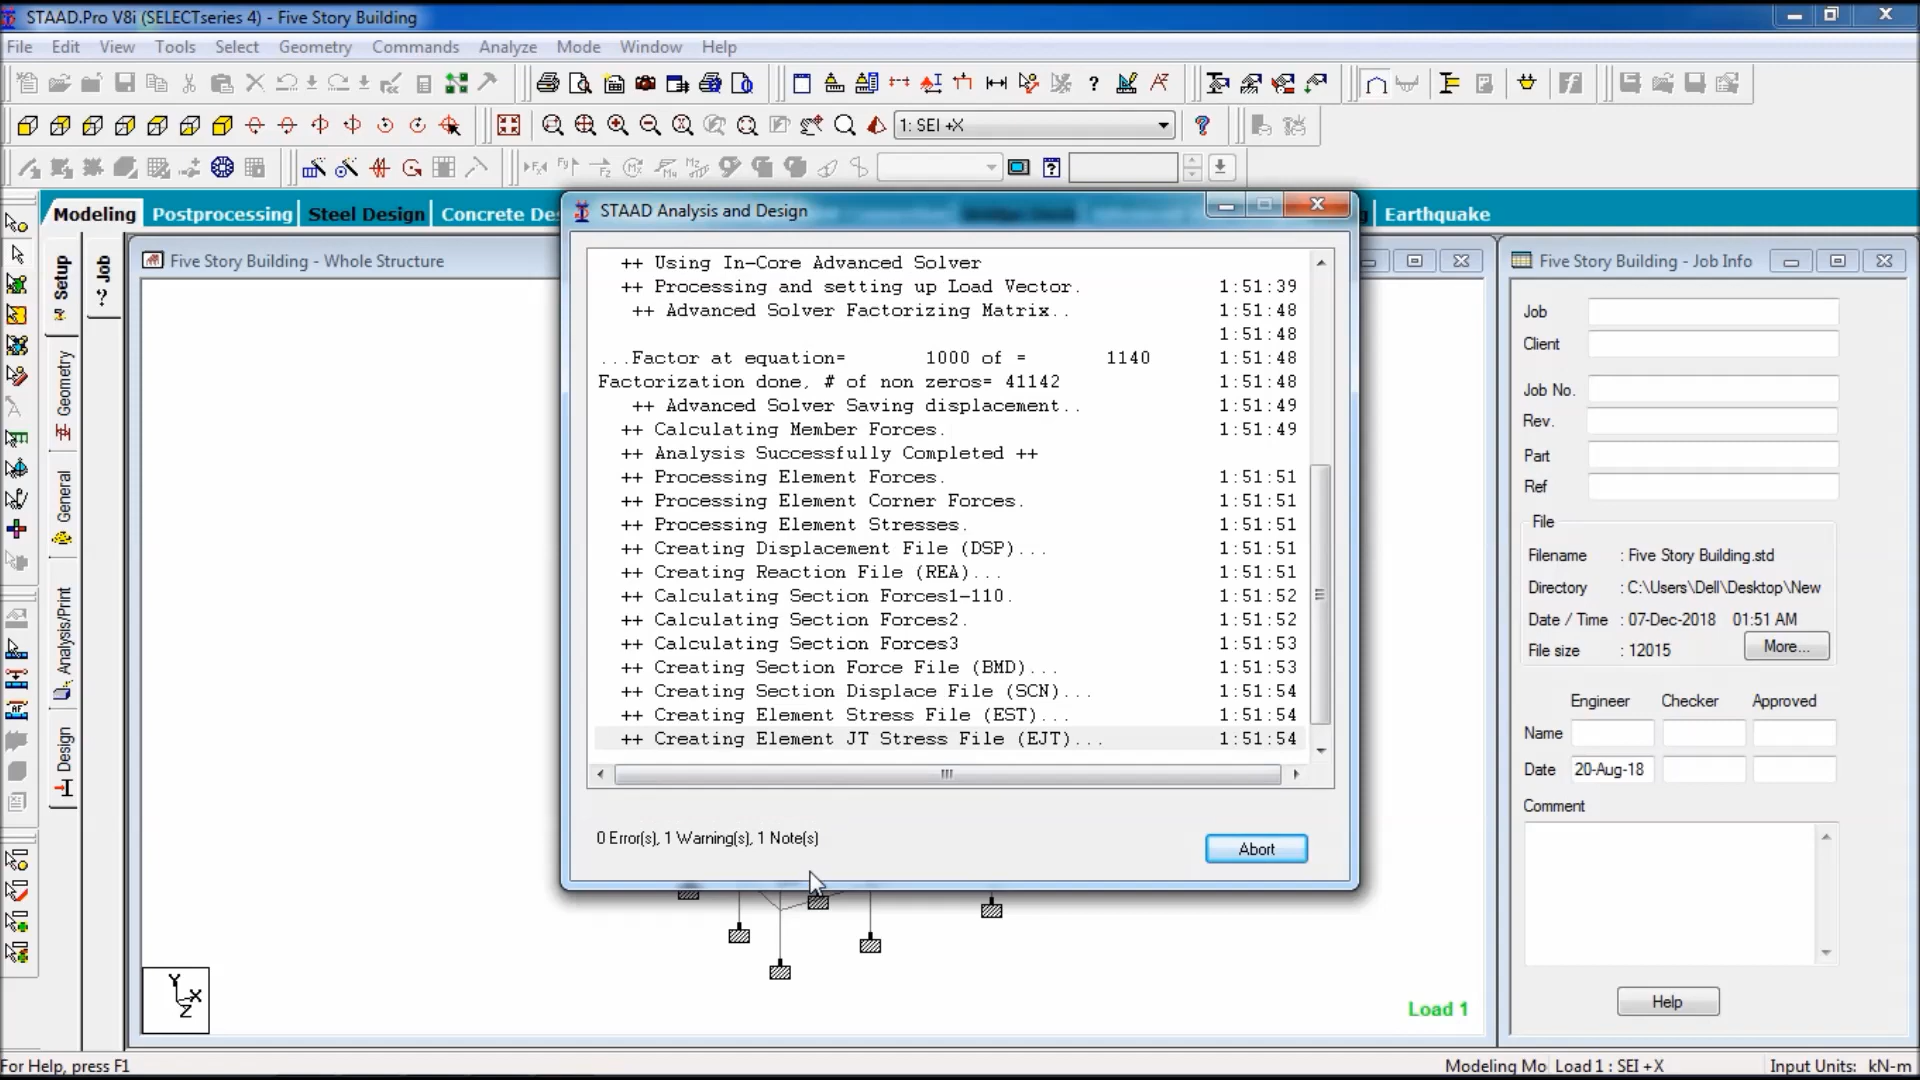 STAAD.Pro V8i (SELECTseries 4) - Five Story Building
File Edit View Tools Select Geometry Commands Analyze Mode Window Help
1: SEI +X
Modeling Postprocessing Steel Design Concrete De Earthquake
STAAD Analysis and Design
Setup
Job
Geometry
General
Analysis/Print
Design
Five Story Building - Whole Structure
++ Using In-Core Advanced Solver
++ Processing and setting up Load Vector. 1:51:39
++ Advanced Solver Factorizing Matrix.. 1:51:48
1:51:48
...Factor at equation= 1000 of = 1140 1:51:48
Factorization done, # of non zeros= 41142 1:51:48
++ Advanced Solver Saving displacement.. 1:51:49
++ Calculating Member Forces. 1:51:49
++ Analysis Successfully Completed ++
++ Processing Element Forces. 1:51:51
++ Processing Element Corner Forces. 1:51:51
++ Processing Element Stresses. 1:51:51
++ Creating Displacement File (DSP)... 1:51:51
++ Creating Reaction File (REA)... 1:51:51
++ Calculating Section Forces1-110. 1:51:52
++ Calculating Section Forces2. 1:51:52
++ Calculating Section Forces3 1:51:53
++ Creating Section Force File (BMD)... 1:51:53
++ Creating Section Displace File (SCN)... 1:51:54
++ Creating Element Stress File (EST)... 1:51:54
++ Creating Element JT Stress File (EJT)... 1:51:54
0 Error(s), 1 Warning(s), 1 Note(s)
Abort
Y
X
Z
Load 1
Five Story Building - Job Info
Job
Client
Job No.
Rev.
Part
Ref
File
Filename : Five Story Building.std
Directory : C:\Users\Dell\Desktop\New
Date / Time : 07-Dec-2018 01:51 AM
File size : 12015 More...
Engineer Checker Approved
Name
Date 20-Aug-18
Comment
Help
For Help, press F1
Modeling Mo Load 1 : SEI +X Input Units: kN-m